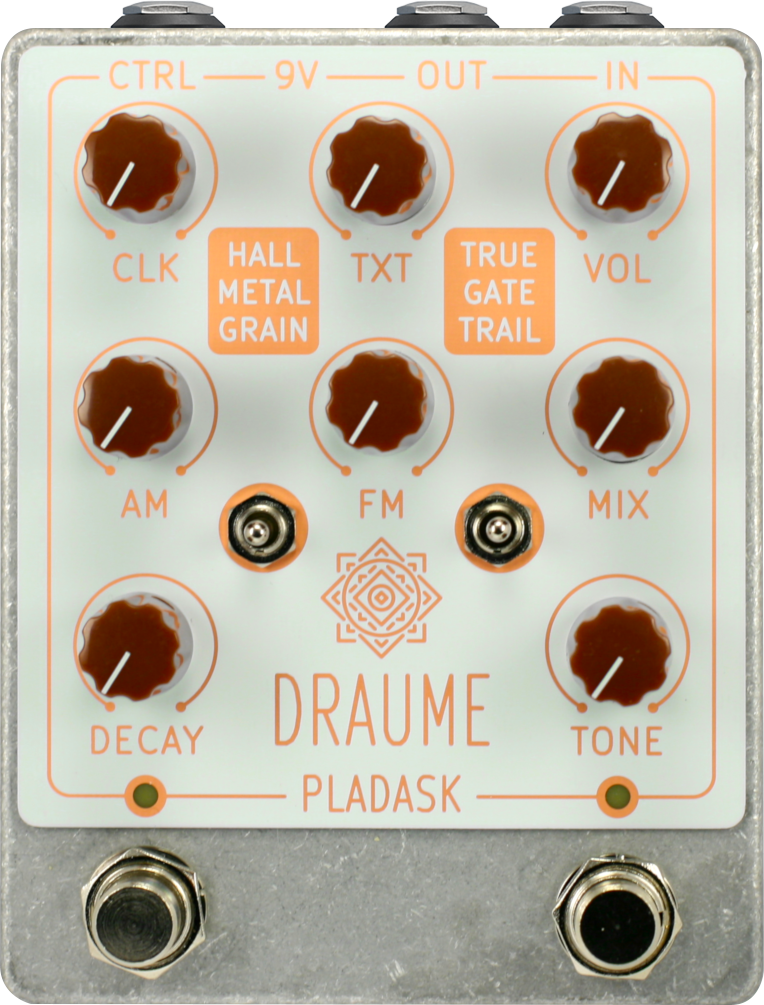 CTRL 9V OUT IN
CLK
HALL
METAL
GRAIN
TXT
TRUE
GATE
TRAIL
VOL
AM
FM
MIX
DECAY
DRAUME
TONE
PLADASK